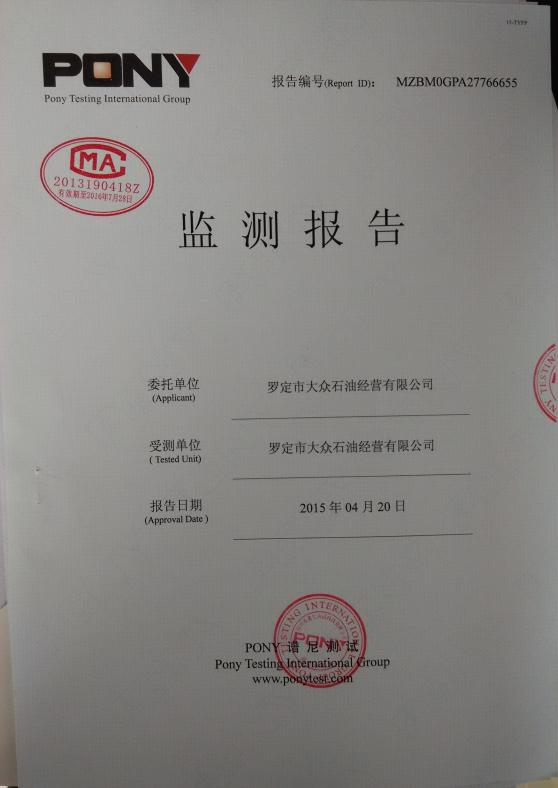 PONY
Pony Testing International Group
报告编号(Report ID): MZBM0GPA27766655
MA
2013190418Z
有效期至2016年7月28日
监测报告
委托单位 罗定市大众石油经营有限公司
(Applicant)
受测单位 罗定市大众石油经营有限公司
( Tested Unit)
报告日期 2015 年 04 月 20 日
(Approval Date )
PONY 谱尼测试
Pony Testing International Group
www.ponytest.com